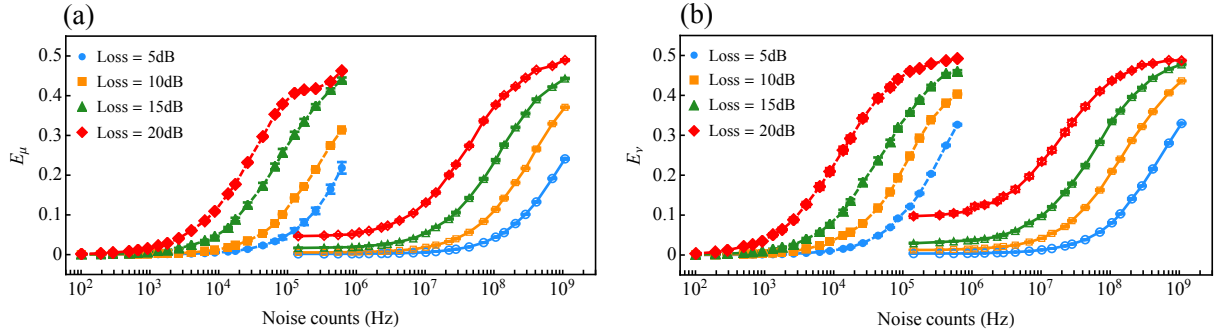 (a)
E_μ
0.5
0.4
0.3
0.2
0.1
0
Loss = 5dB
Loss = 10dB
Loss = 15dB
Loss = 20dB
10² 10³ 10⁴ 10⁵ 10⁶ 10⁷ 10⁸ 10⁹
Noise counts (Hz)
(b)
E_ν
0.5
0.4
0.3
0.2
0.1
0
Loss = 5dB
Loss = 10dB
Loss = 15dB
Loss = 20dB
10² 10³ 10⁴ 10⁵ 10⁶ 10⁷ 10⁸ 10⁹
Noise counts (Hz)